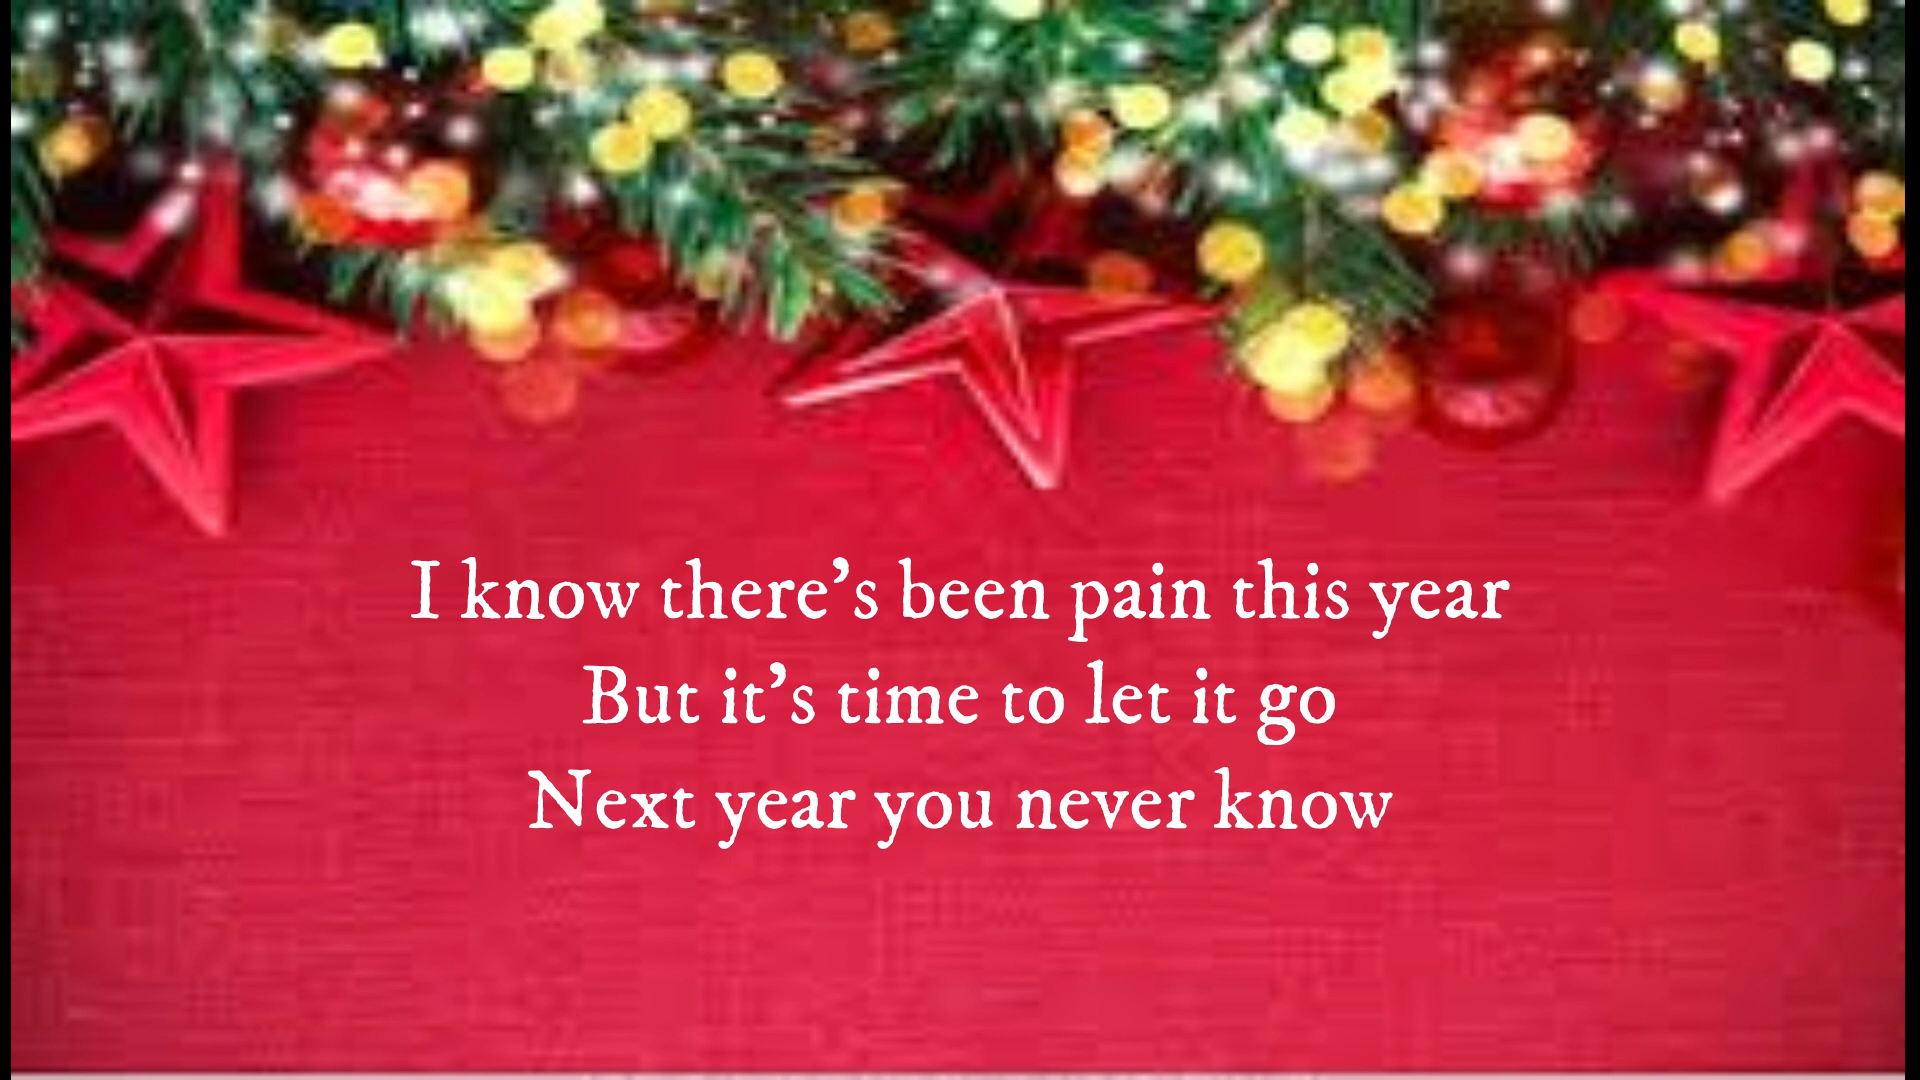 I know there’s been pain this year
But it’s time to let it go
Next year you never know